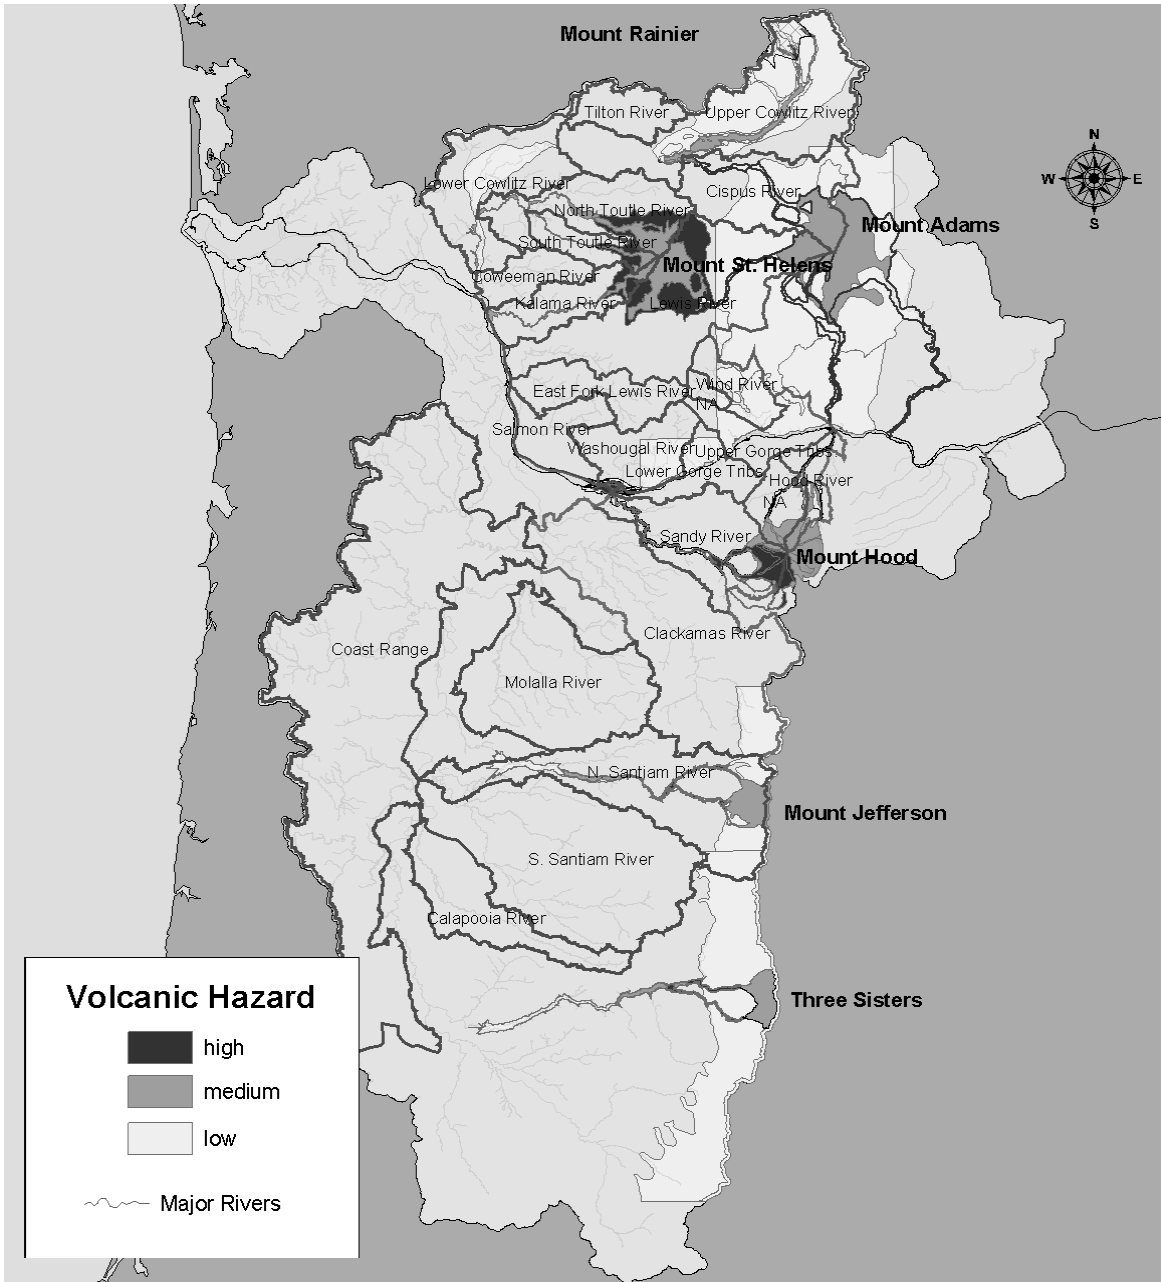 Mount Rainier
Tilton River
Upper Cowlitz River
N
W
E
S
Lower Cowlitz River
Cispus River
North Toutle River
Mount Adams
South Toutle River
Mount St. Helens
Coweeman River
Kalama River
Lewis River
East Fork Lewis River
Wind River
NA
Salmon River
Washougal River
Upper Gorge Tribs.
Lower Gorge Tribs.
Hood River
NA
Sandy River
Mount Hood
Clackamas River
Coast Range
Molalla River
N. Santiam River
Mount Jefferson
S. Santiam River
Calapooia River
Three Sisters
Volcanic Hazard
high
medium
low
Major Rivers